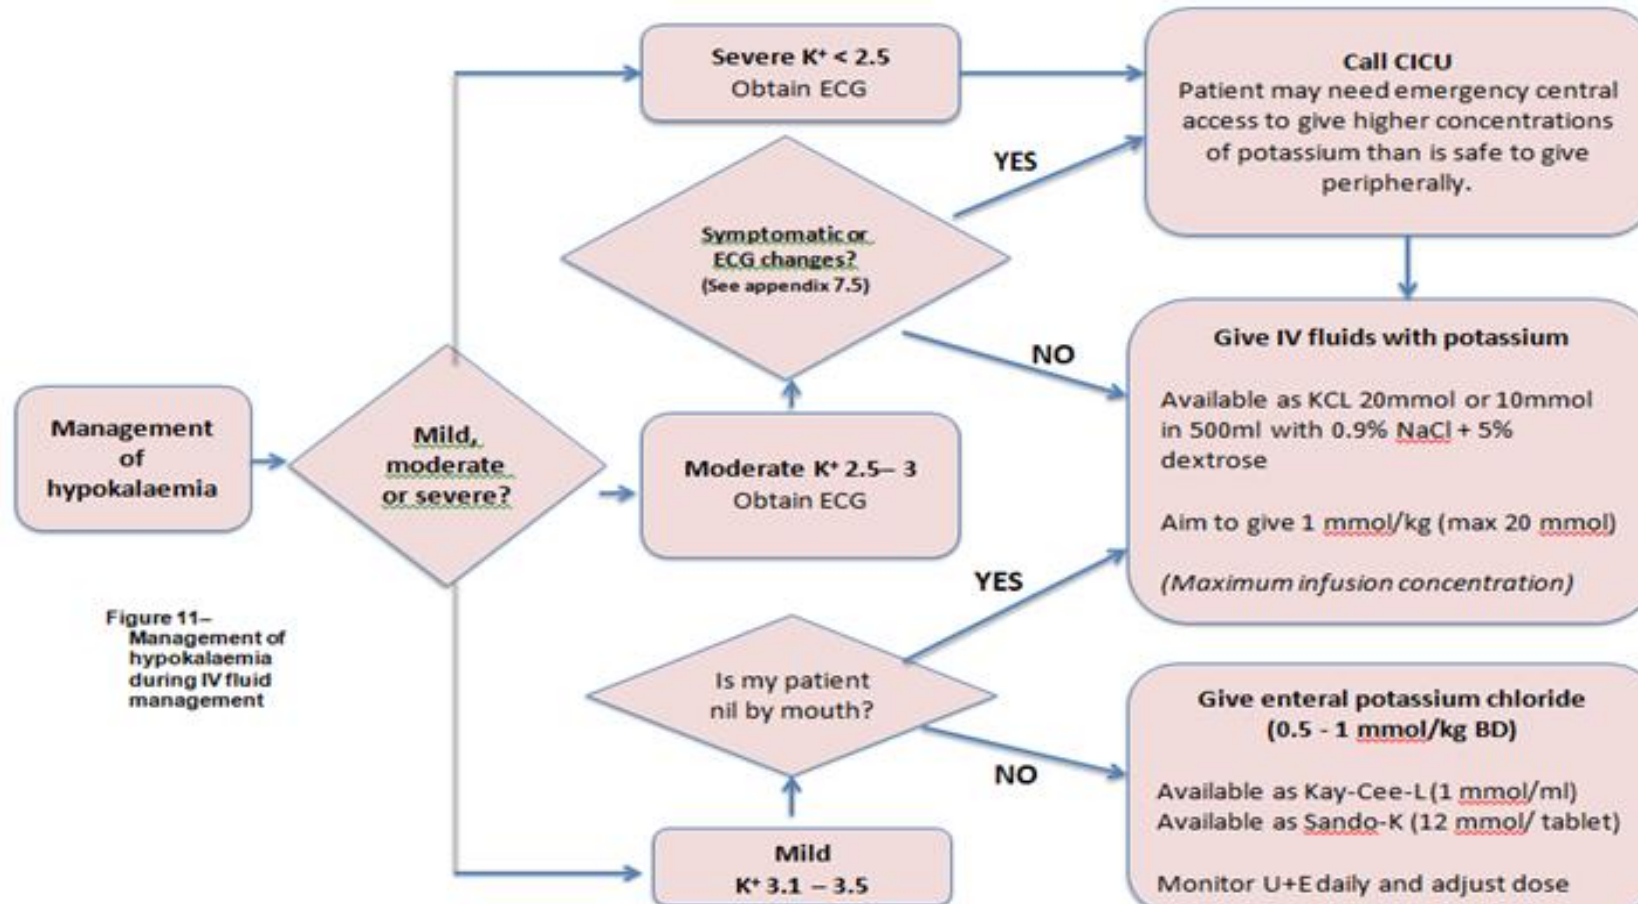 Management
of
hypokalaemia
Mild,
moderate
or severe?
Figure 11–
Management of
hypokalaemia
during IV fluid
management
Severe K⁺ < 2.5
Obtain ECG
Symptomatic or
ECG changes?
(See appendix 7.5)
YES
NO
Moderate K⁺ 2.5– 3
Obtain ECG
Is my patient
nil by mouth?
YES
NO
Mild
K⁺ 3.1 – 3.5
Call CICU
Patient may need emergency central
access to give higher concentrations
of potassium than is safe to give
peripherally.
Give IV fluids with potassium
Available as KCL 20mmol or 10mmol
in 500ml with 0.9% NaCl + 5%
dextrose
Aim to give 1 mmol/kg (max 20 mmol)
(Maximum infusion concentration)
Give enteral potassium chloride
(0.5 - 1 mmol/kg BD)
Available as Kay-Cee-L (1 mmol/ml)
Available as Sando-K (12 mmol/ tablet)
Monitor U+E daily and adjust dose